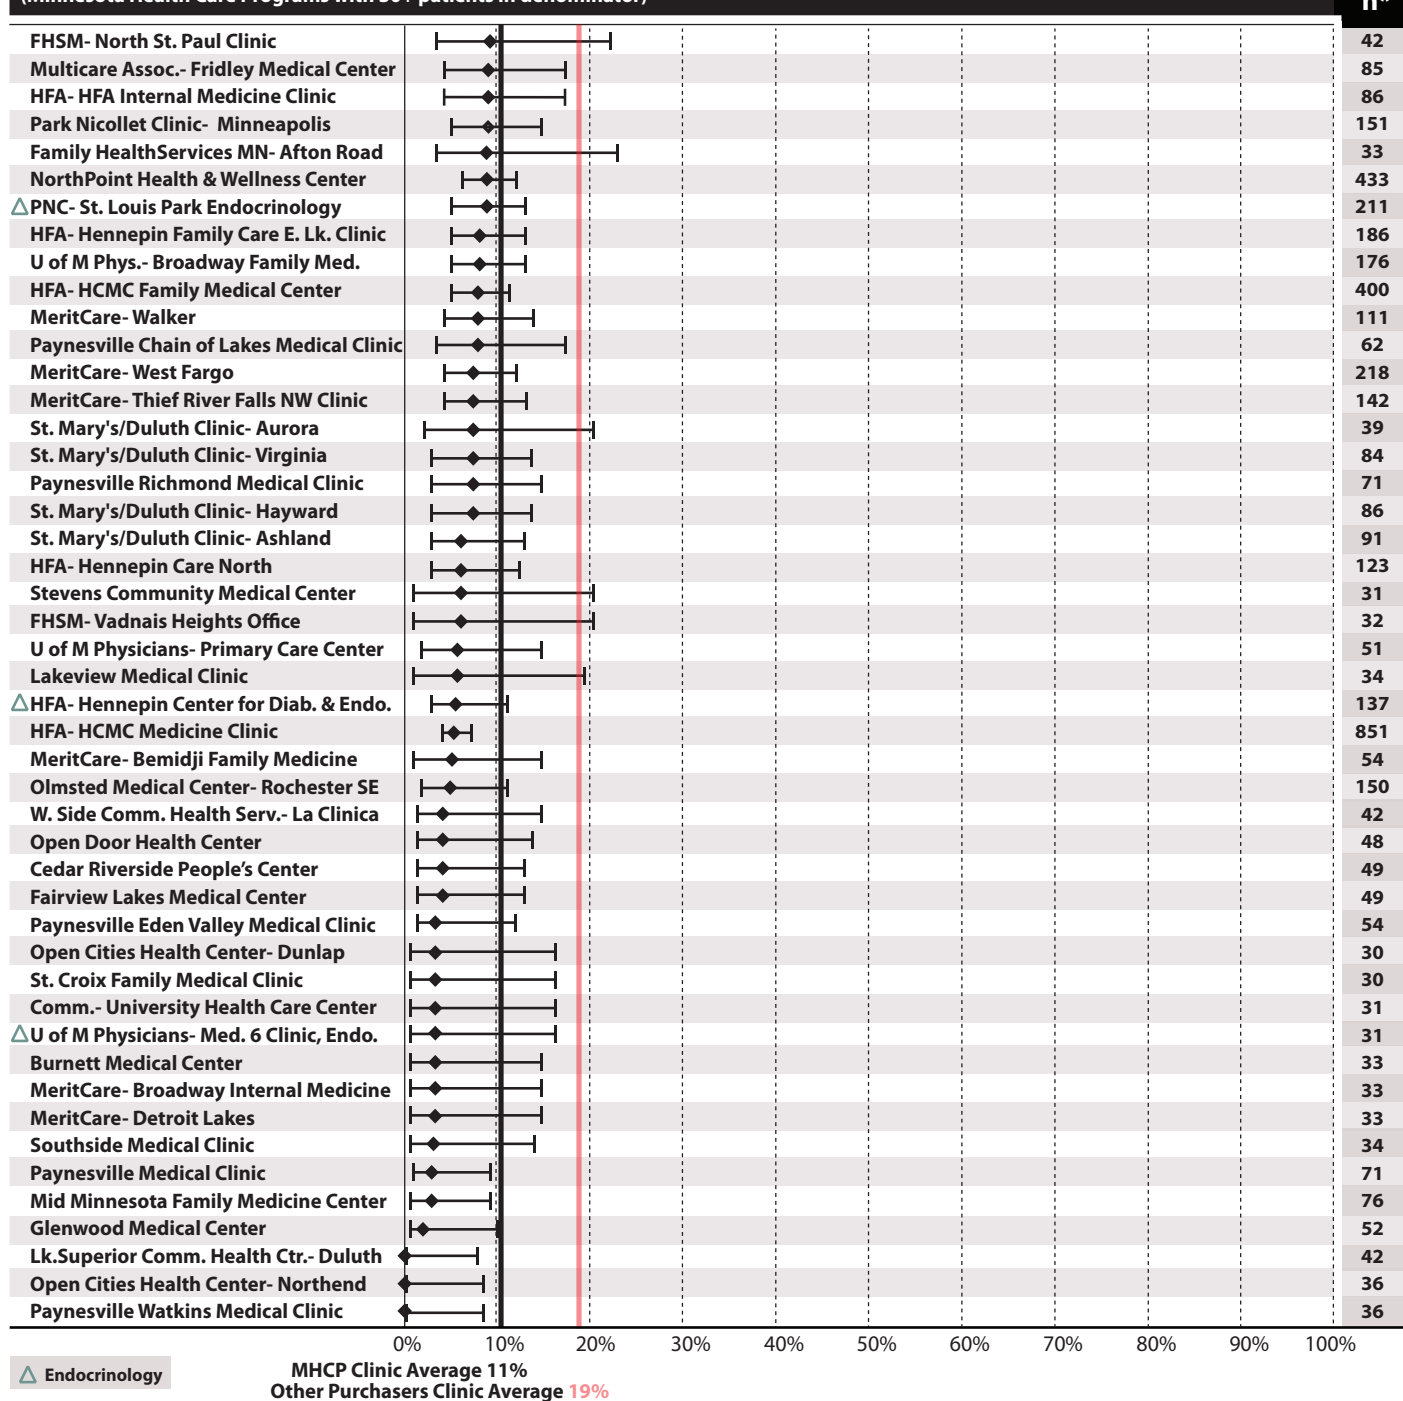 (Minnesota Health Care Programs with 30+ patients in denominator)
n*
FHSM- North St. Paul Clinic 42
Multicare Assoc.- Fridley Medical Center 85
HFA- HFA Internal Medicine Clinic 86
Park Nicollet Clinic- Minneapolis 151
Family HealthServices MN- Afton Road 33
NorthPoint Health & Wellness Center 433
△PNC- St. Louis Park Endocrinology 211
HFA- Hennepin Family Care E. Lk. Clinic 186
U of M Phys.- Broadway Family Med. 176
HFA- HCMC Family Medical Center 400
MeritCare- Walker 111
Paynesville Chain of Lakes Medical Clinic 62
MeritCare- West Fargo 218
MeritCare- Thief River Falls NW Clinic 142
St. Mary's/Duluth Clinic- Aurora 39
St. Mary's/Duluth Clinic- Virginia 84
Paynesville Richmond Medical Clinic 71
St. Mary's/Duluth Clinic- Hayward 86
St. Mary's/Duluth Clinic- Ashland 91
HFA- Hennepin Care North 123
Stevens Community Medical Center 31
FHSM- Vadnais Heights Office 32
U of M Physicians- Primary Care Center 51
Lakeview Medical Clinic 34
△HFA- Hennepin Center for Diab. & Endo. 137
HFA- HCMC Medicine Clinic 851
MeritCare- Bemidji Family Medicine 54
Olmsted Medical Center- Rochester SE 150
W. Side Comm. Health Serv.- La Clinica 42
Open Door Health Center 48
Cedar Riverside People’s Center 49
Fairview Lakes Medical Center 49
Paynesville Eden Valley Medical Clinic 54
Open Cities Health Center- Dunlap 30
St. Croix Family Medical Clinic 30
Comm.- University Health Care Center 31
△U of M Physicians- Med. 6 Clinic, Endo. 31
Burnett Medical Center 33
MeritCare- Broadway Internal Medicine 33
MeritCare- Detroit Lakes 33
Southside Medical Clinic 34
Paynesville Medical Clinic 71
Mid Minnesota Family Medicine Center 76
Glenwood Medical Center 52
Lk.Superior Comm. Health Ctr.- Duluth 42
Open Cities Health Center- Northend 36
Paynesville Watkins Medical Clinic 36
0% 10% 20% 30% 40% 50% 60% 70% 80% 90% 100%
△ Endocrinology
MHCP Clinic Average 11%
Other Purchasers Clinic Average 19%